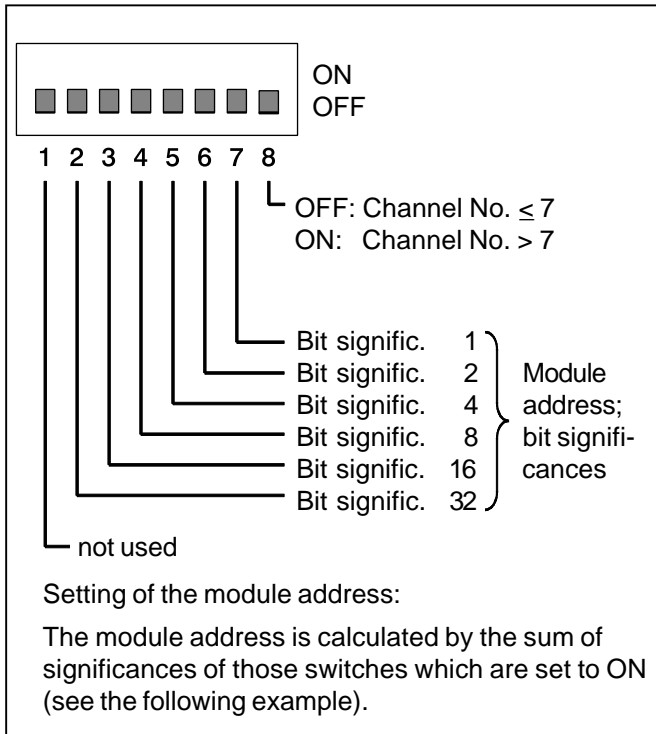 ON
OFF
1 2 3 4 5 6 7 8
OFF: Channel No. ≤ 7
ON: Channel No. > 7
Bit signific. 1
Bit signific. 2
Bit signific. 4
Bit signific. 8
Bit signific. 16
Bit signific. 32
Module
address;
bit signifi-
cances
not used
Setting of the module address:
The module address is calculated by the sum of
significances of those switches which are set to ON
(see the following example).